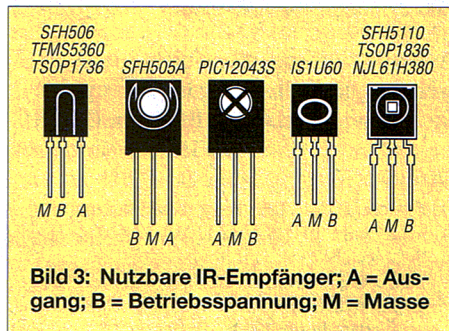 SFH506
TFMS5360
TSOP1736
SFH505A
PIC12043S
IS1U60
SFH5110
TSOP1836
NJL61H380
M B A
B M A
A M B
A M B
A M B
Bild 3: Nutzbare IR-Empfänger; A = Aus-
gang; B = Betriebsspannung; M = Masse